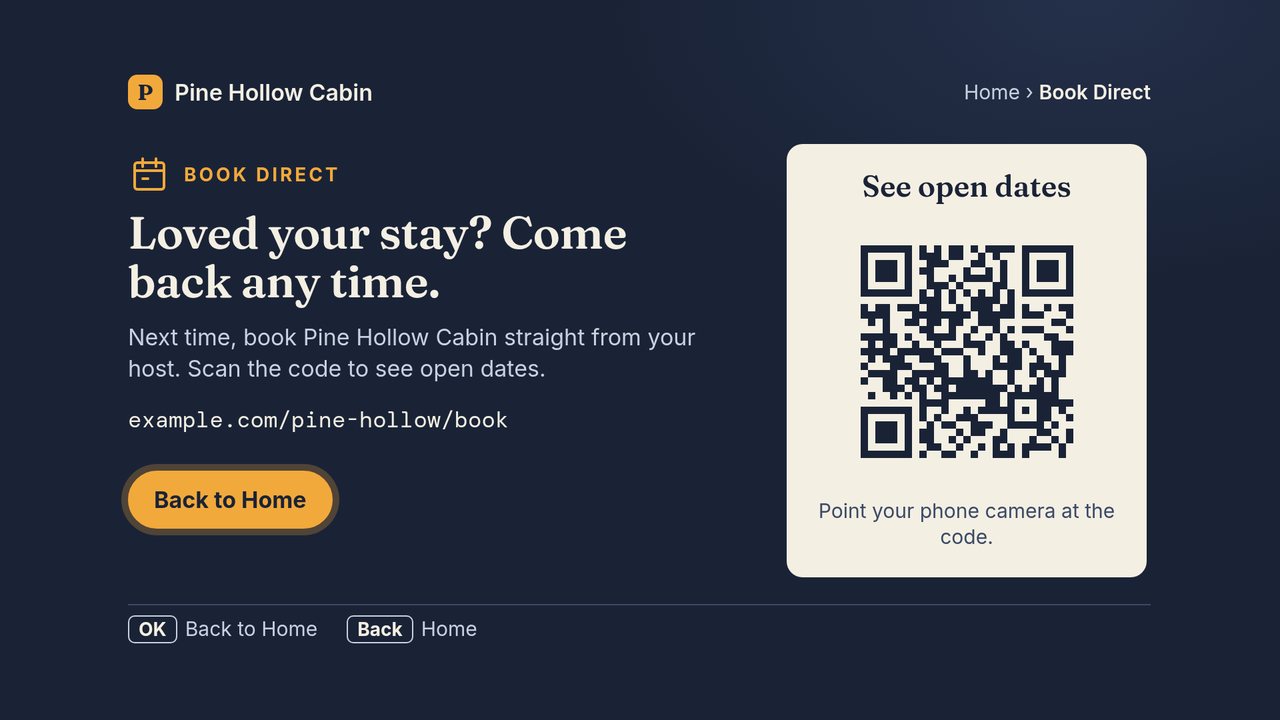 P Pine Hollow Cabin
Home › Book Direct
BOOK DIRECT
Loved your stay? Come
back any time.
Next time, book Pine Hollow Cabin straight from your
host. Scan the code to see open dates.
example.com/pine-hollow/book
Back to Home
See open dates
Point your phone camera at the
code.
OK Back to Home Back Home